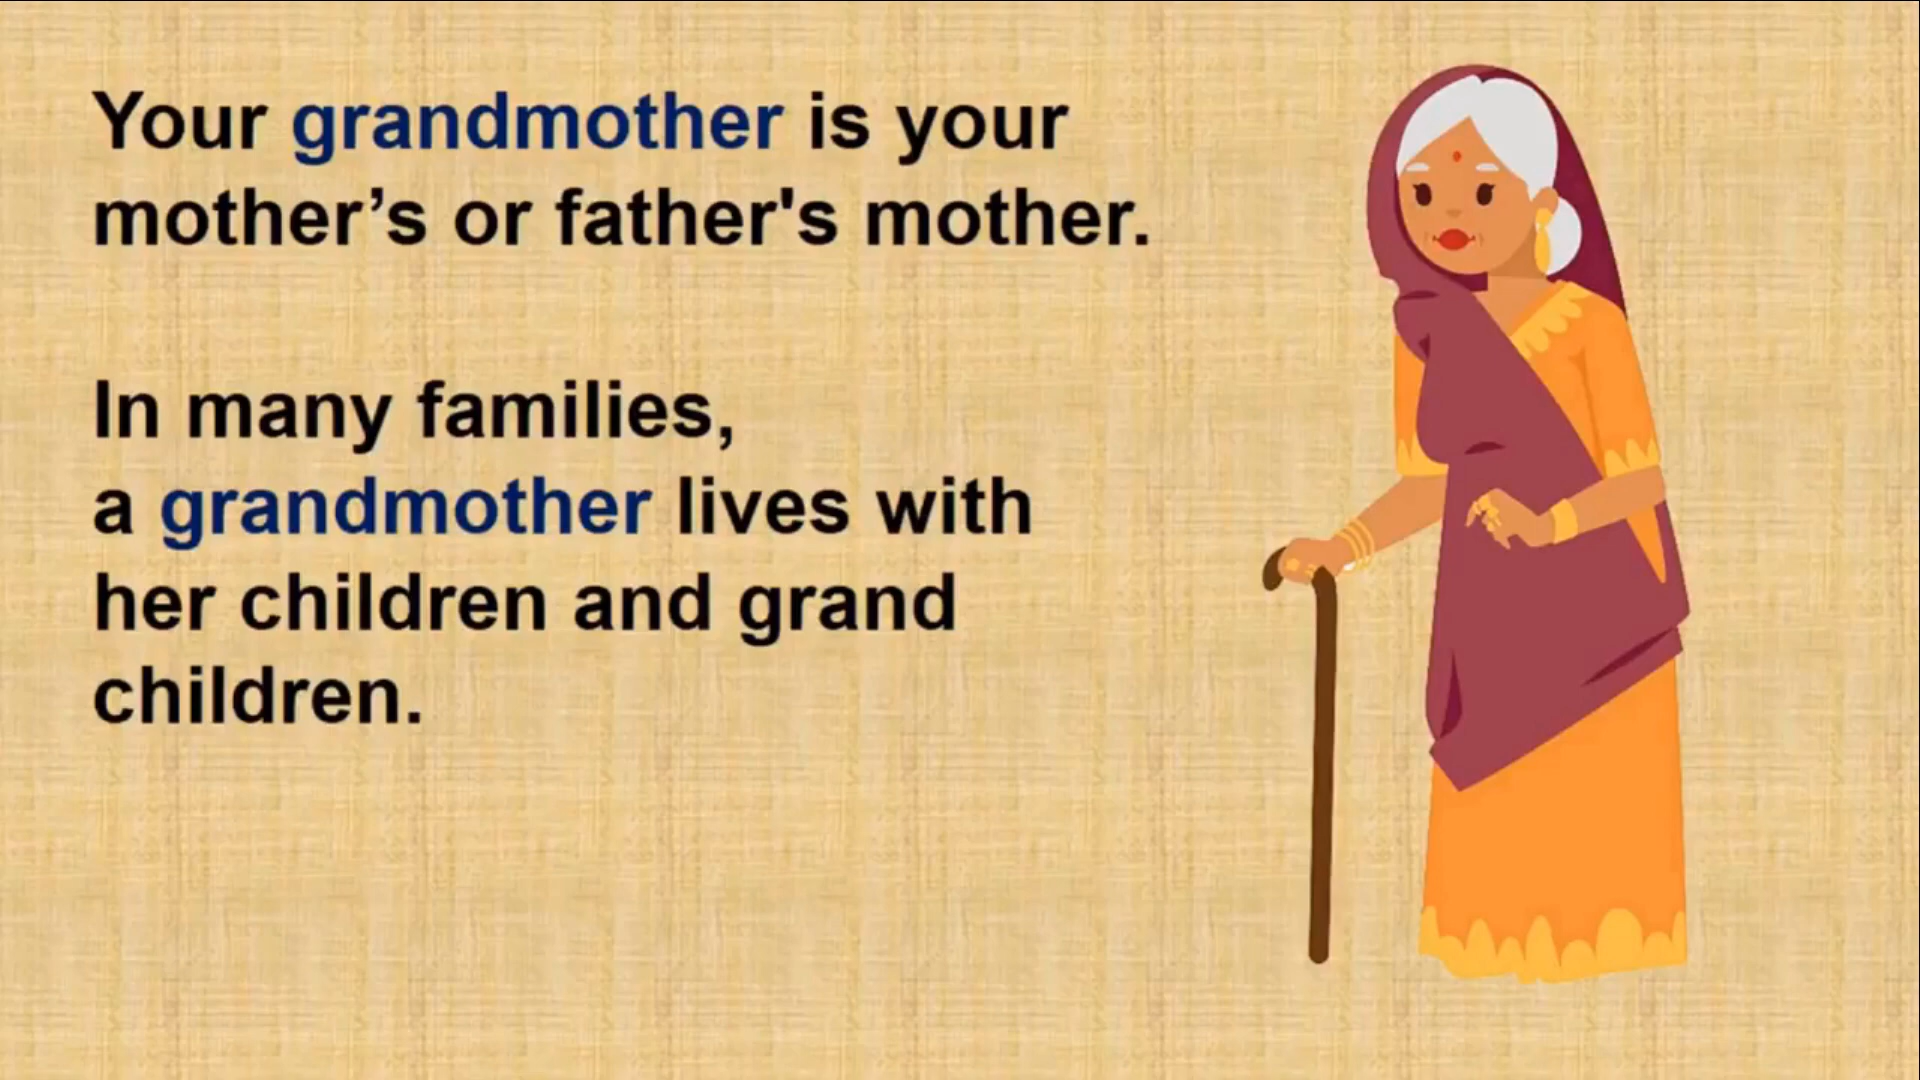 Your grandmother is your
mother’s or father's mother.
In many families,
a grandmother lives with
her children and grand
children.